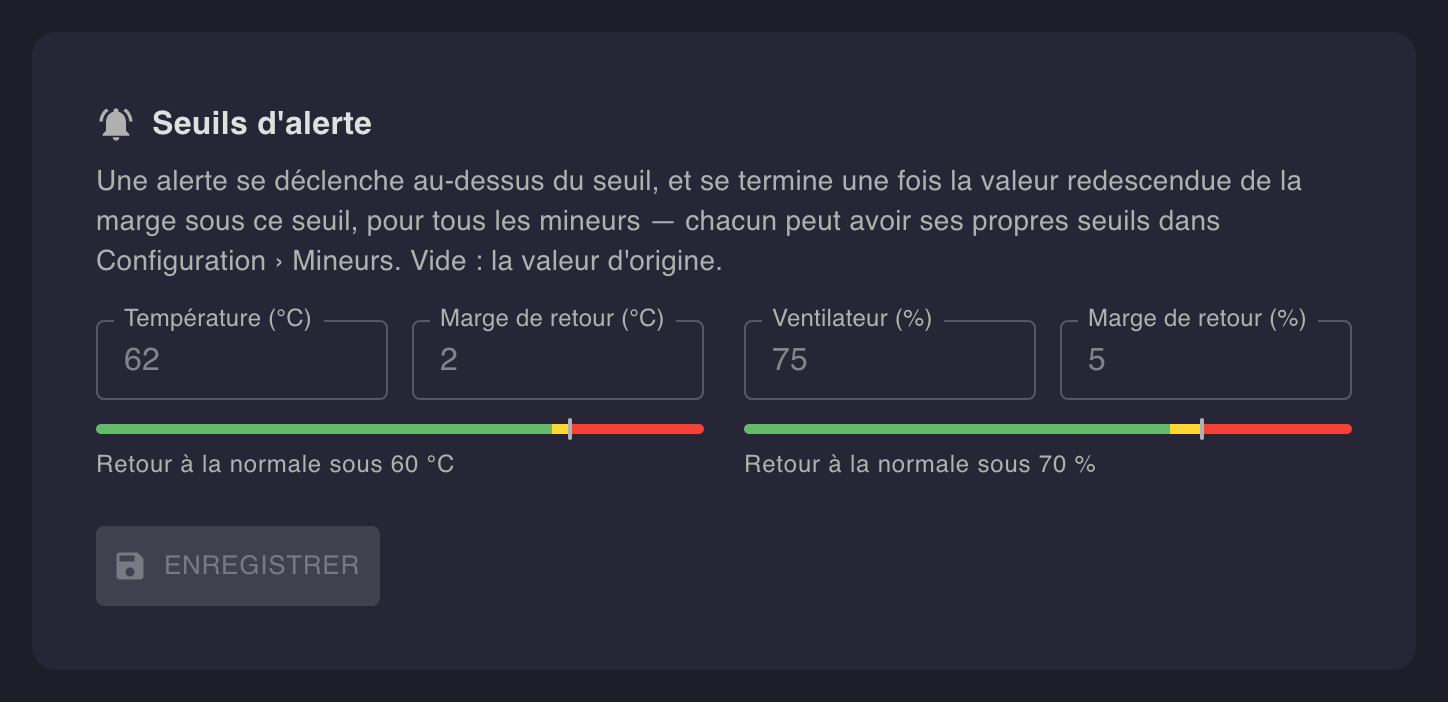 Seuils d'alerte
Une alerte se déclenche au-dessus du seuil, et se termine une fois la valeur redescendue de la
marge sous ce seuil, pour tous les mineurs — chacun peut avoir ses propres seuils dans
Configuration › Mineurs. Vide : la valeur d'origine.
Température (°C)
62
Marge de retour (°C)
2
Ventilateur (%)
75
Marge de retour (%)
5
Retour à la normale sous 60 °C
Retour à la normale sous 70 %
ENREGISTRER